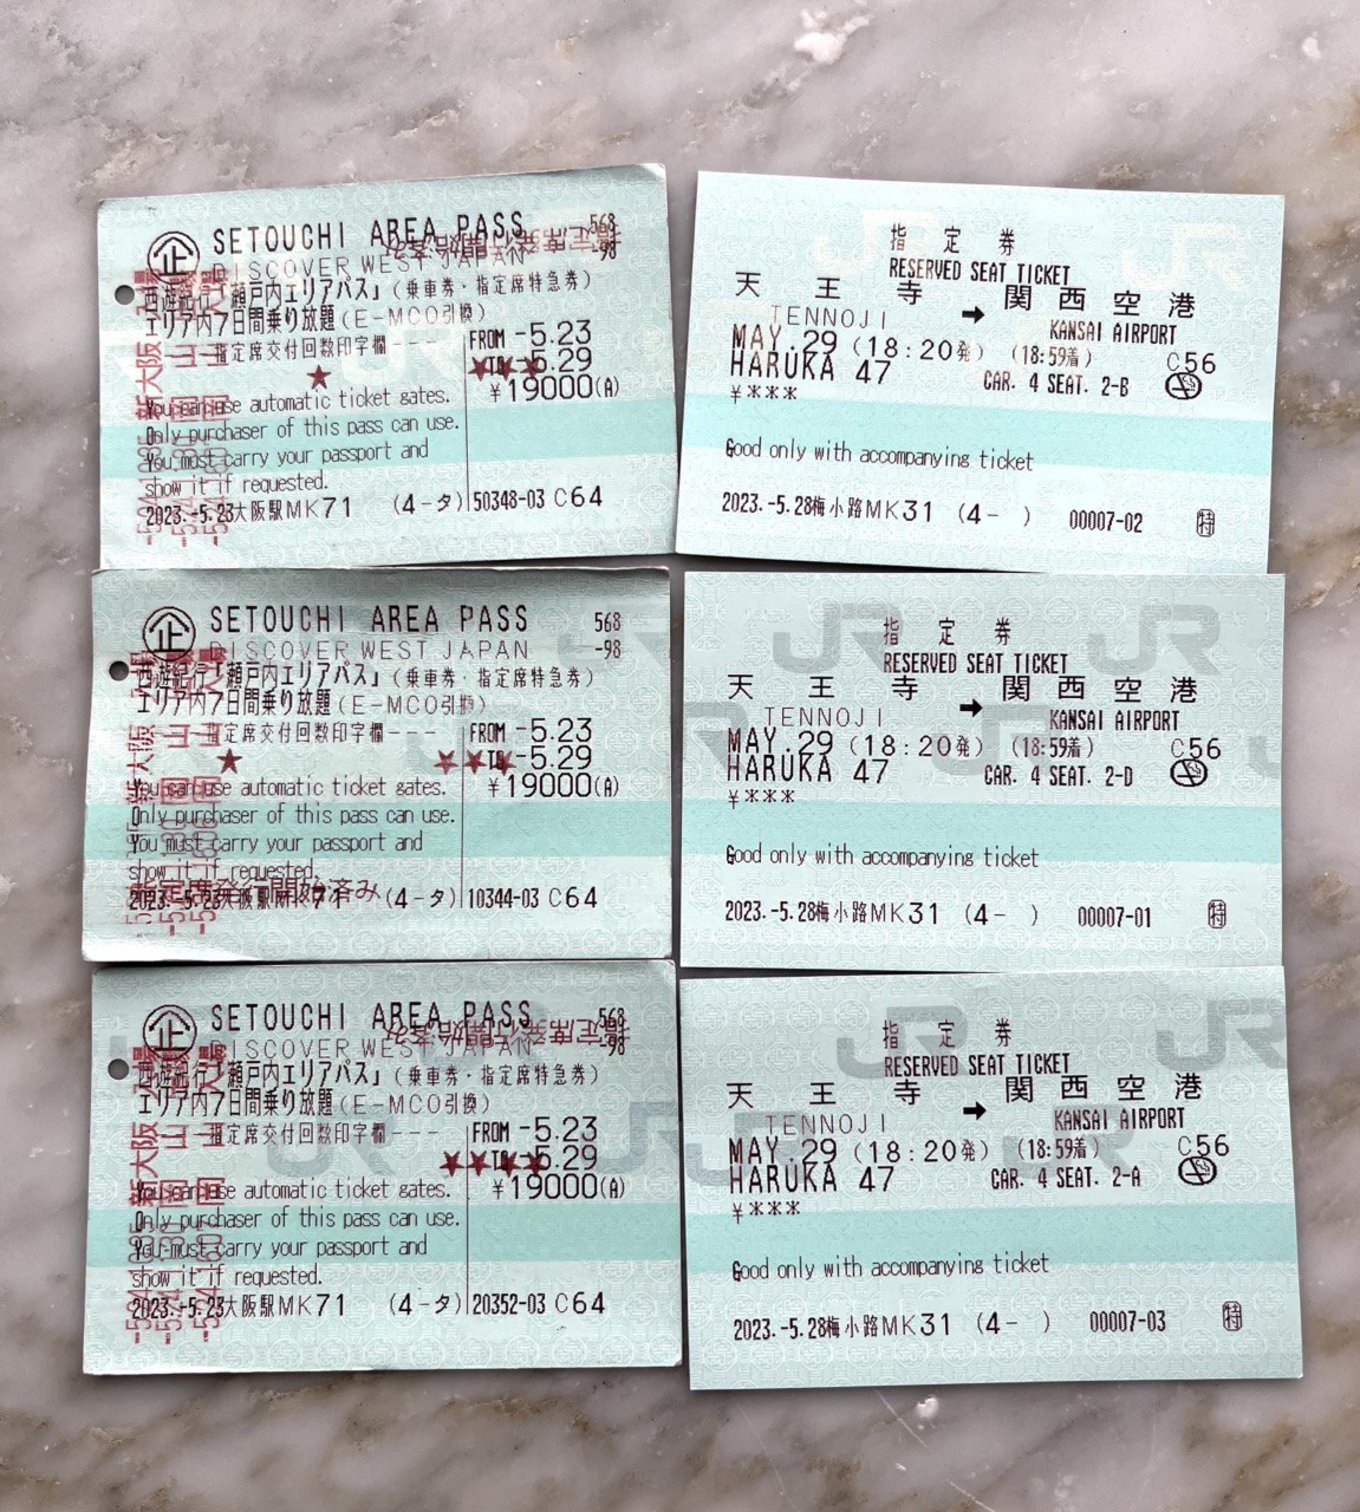 企 SETOUCHI AREA PASS 568
DISCOVER WEST JAPAN -98
西遊紀行「瀬戸内エリアパス」(乗車券・指定席特急券)
エリア内7日間乗り放題(E-MCO引換)
指定席交付回数印字欄---
FROM -5.23
TO -5.29
¥19000(A)
You can use automatic ticket gates.
Only purchaser of this pass can use.
You must carry your passport and
show it if requested.
2023.-5.23大阪駅MK71 (4-タ) 50348-03 C64
指定券
RESERVED SEAT TICKET
天王寺 ➡ 関西空港
TENNOJI KANSAI AIRPORT
MAY.29 (18:20発) (18:59着) C56
HARUKA 47 CAR. 4 SEAT. 2-B
¥***
Good only with accompanying ticket
2023.-5.28梅小路MK31 (4- ) 00007-02 特
企 SETOUCHI AREA PASS 568
DISCOVER WEST JAPAN -98
西遊紀行「瀬戸内エリアパス」(乗車券・指定席特急券)
エリア内7日間乗り放題(E-MCO引換)
指定席交付回数印字欄---
FROM -5.23
TO -5.29
¥19000(A)
You can use automatic ticket gates.
Only purchaser of this pass can use.
You must carry your passport and
show it if requested.
指定席発行開始済み
2023.-5.23大阪駅MK71 (4-タ) 10344-03 C64
指定券
RESERVED SEAT TICKET
天王寺 ➡ 関西空港
TENNOJI KANSAI AIRPORT
MAY.29 (18:20発) (18:59着) C56
HARUKA 47 CAR. 4 SEAT. 2-D
¥***
Good only with accompanying ticket
2023.-5.28梅小路MK31 (4- ) 00007-01 特
企 SETOUCHI AREA PASS 568
DISCOVER WEST JAPAN -98
西遊紀行「瀬戸内エリアパス」(乗車券・指定席特急券)
エリア内7日間乗り放題(E-MCO引換)
指定席交付回数印字欄---
FROM -5.23
TO -5.29
¥19000(A)
You can use automatic ticket gates.
Only purchaser of this pass can use.
You must carry your passport and
show it if requested.
2023.-5.23大阪駅MK71 (4-タ) 20352-03 C64
指定券
RESERVED SEAT TICKET
天王寺 ➡ 関西空港
TENNOJI KANSAI AIRPORT
MAY.29 (18:20発) (18:59着) C56
HARUKA 47 CAR. 4 SEAT. 2-A
¥***
Good only with accompanying ticket
2023.-5.28梅小路MK31 (4- ) 00007-03 特